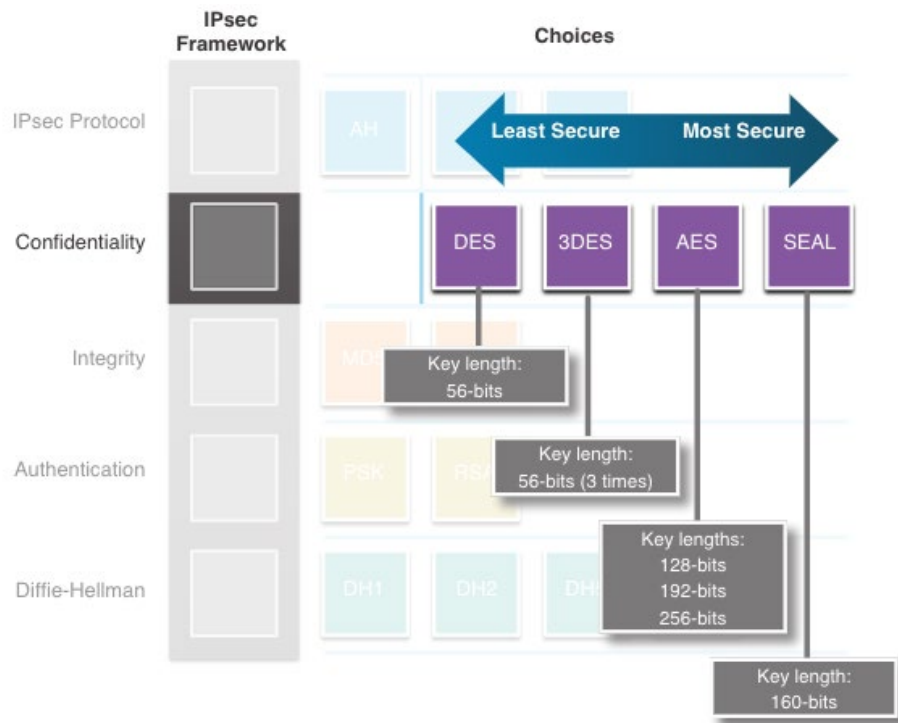 IPsec
Framework
Choices
IPsec Protocol
AH
Least Secure
Most Secure
Confidentiality
DES
3DES
AES
SEAL
Integrity
Key length:
56-bits
Authentication
PSK
Key length:
56-bits (3 times)
Diffie-Hellman
DH1
DH2
Key lengths:
128-bits
192-bits
256-bits
Key length:
160-bits